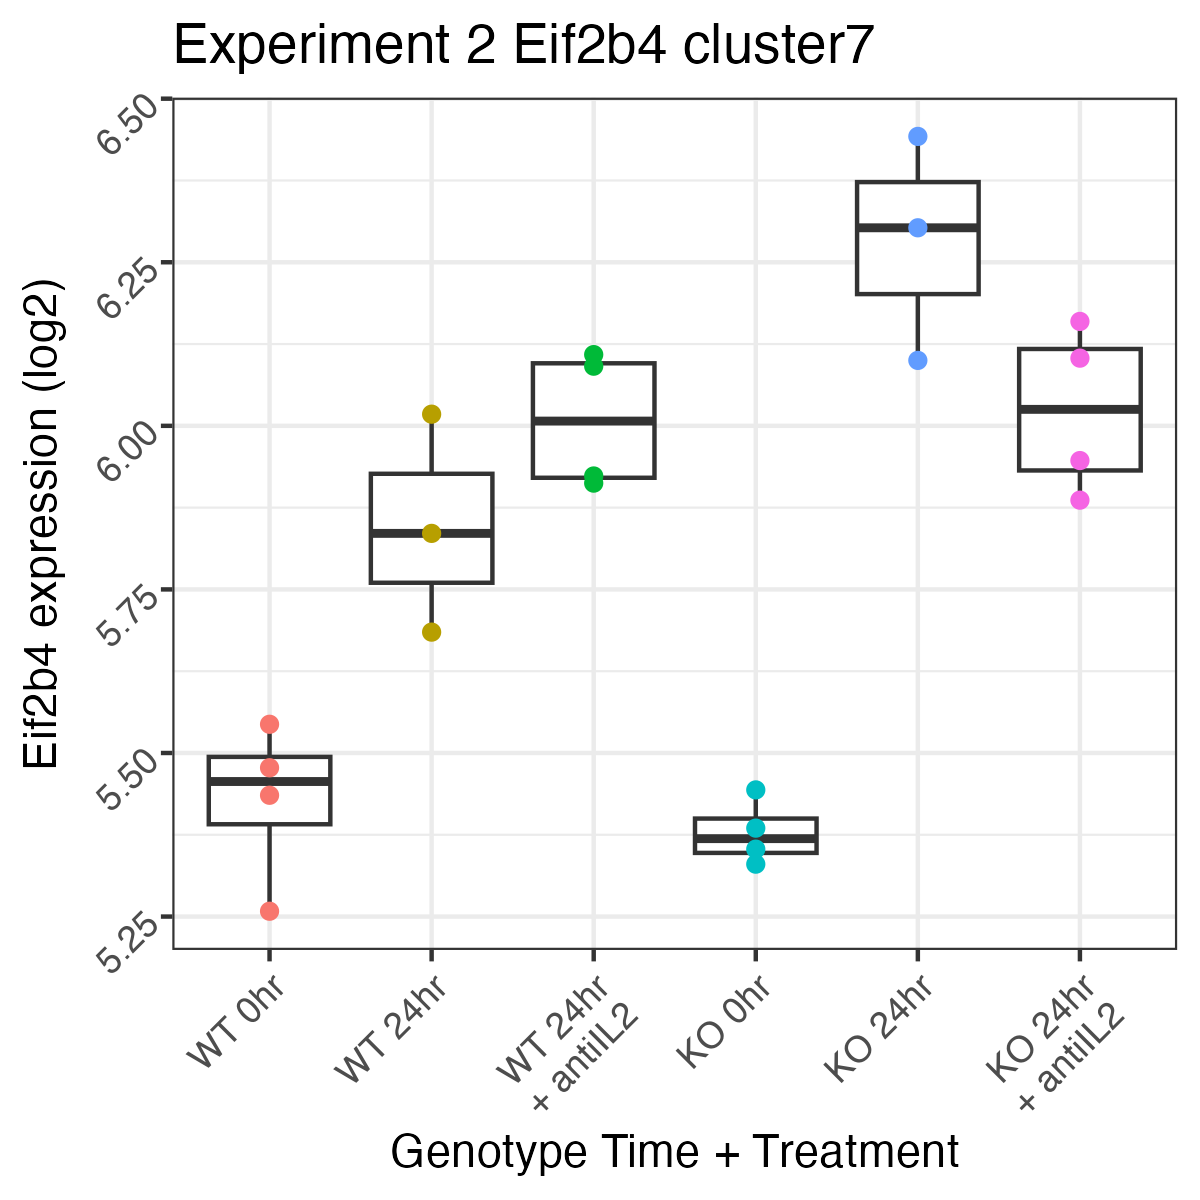 Experiment 2 Eif2b4 cluster7
Eif2b4 expression (log2)
6.50
6.25
6.00
5.75
5.50
5.25
WT 0hr
WT 24hr
WT 24hr
+ antiIL2
KO 0hr
KO 24hr
KO 24hr
+ antiIL2
Genotype Time + Treatment